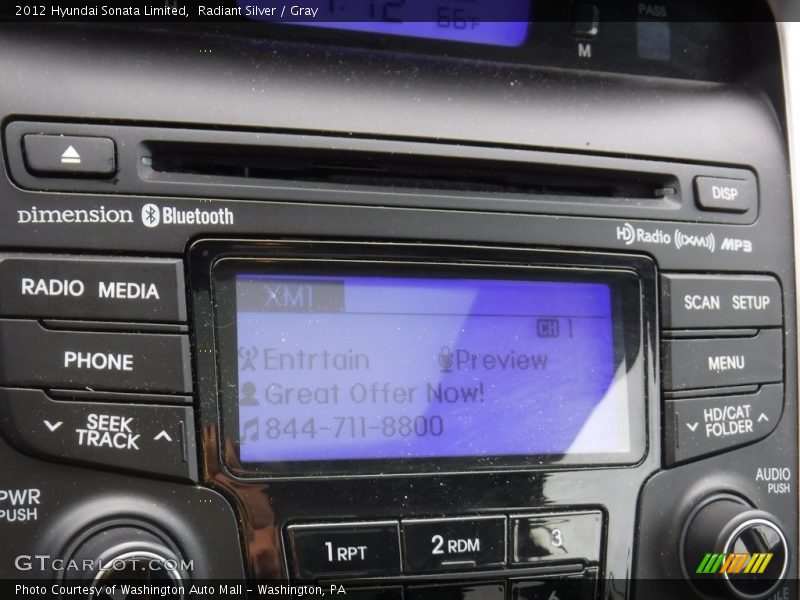 2012 Hyundai Sonata Limited, Radiant Silver / Gray
66°F
PASS
M
DISP
dimension Bluetooth
HD Radio XM MP3
RADIO MEDIA
SCAN SETUP
XM1
CH 1
Entrtain Preview
PHONE
MENU
Great Offer Now!
844-711-8800
SEEK
TRACK
HD/CAT
FOLDER
PWR
PUSH
AUDIO
PUSH
1 RPT 2 RDM 3
GTCARLOT.COM
Photo Courtesy of Washington Auto Mall - Washington, PA